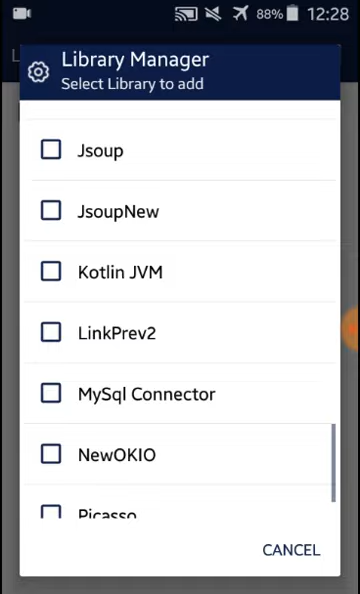 88%
12:28
Library Manager
Select Library to add
Jsoup
JsoupNew
Kotlin JVM
LinkPrev2
MySql Connector
NewOKIO
Picasso
CANCEL